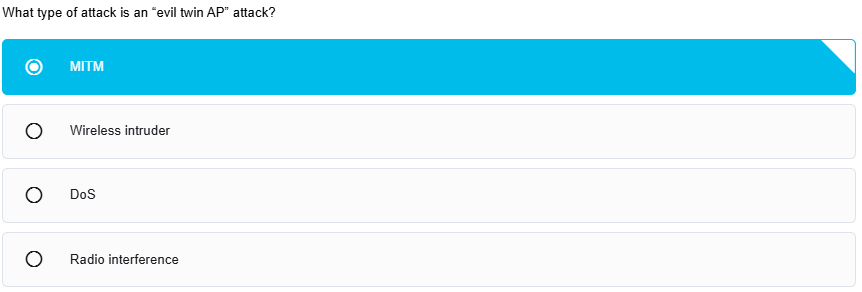 What type of attack is an “evil twin AP” attack?
MITM
Wireless intruder
DoS
Radio interference